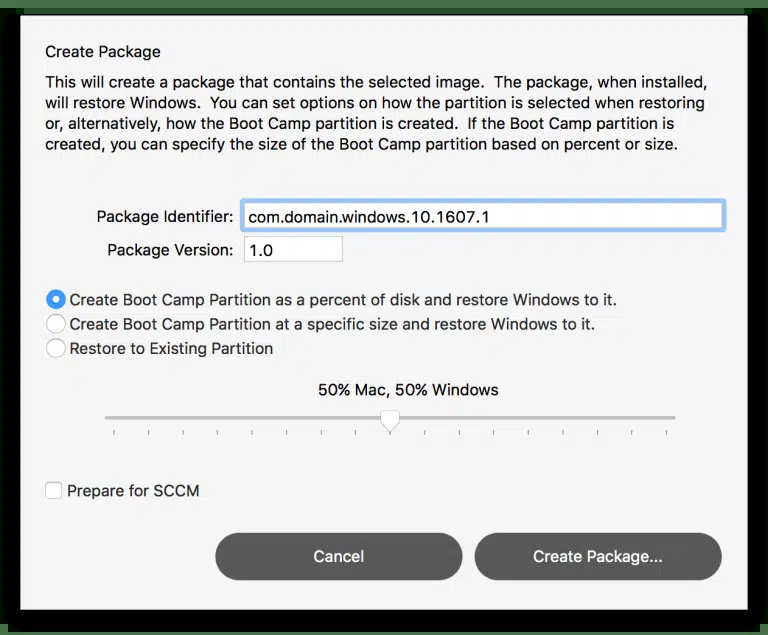 Create Package
This will create a package that contains the selected image.  The package, when installed,
will restore Windows.  You can set options on how the partition is selected when restoring
or, alternatively, how the Boot Camp partition is created.  If the Boot Camp partition is
created, you can specify the size of the Boot Camp partition based on percent or size.
Package Identifier: com.domain.windows.10.1607.1
Package Version: 1.0
Create Boot Camp Partition as a percent of disk and restore Windows to it.
Create Boot Camp Partition at a specific size and restore Windows to it.
Restore to Existing Partition
50% Mac, 50% Windows
Prepare for SCCM
Cancel Create Package...